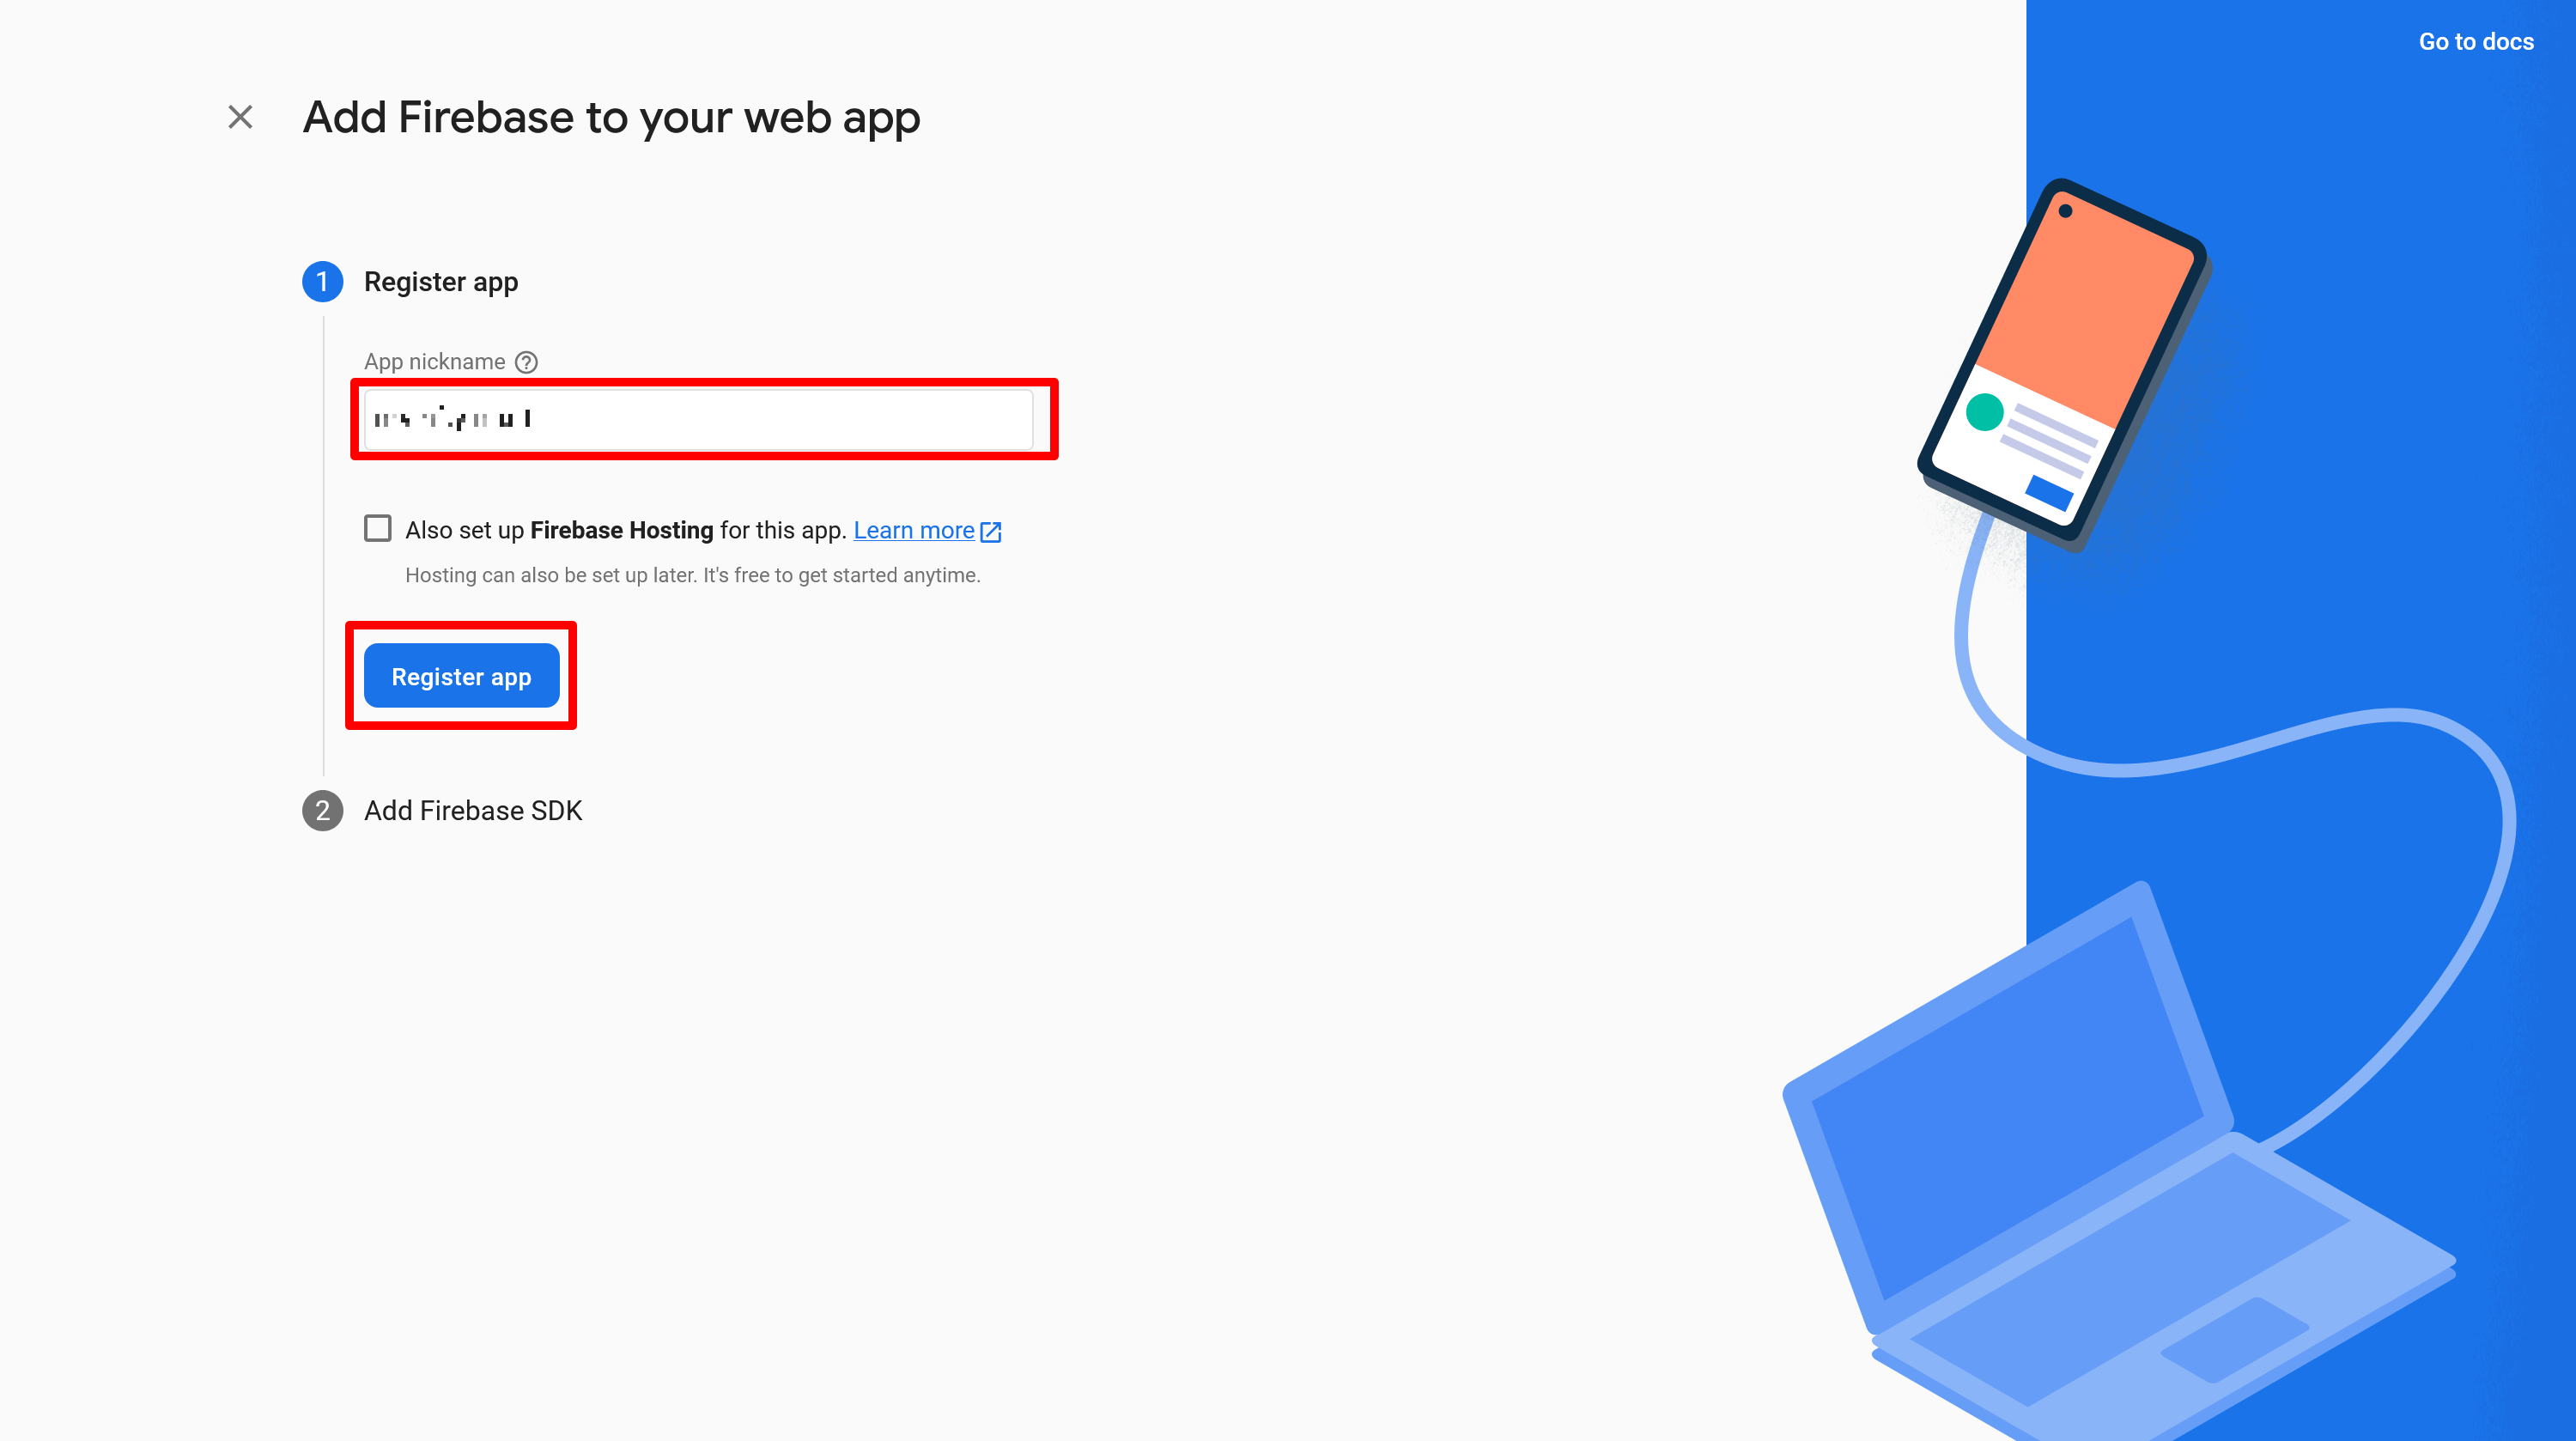 Go to docs
Add Firebase to your web app
1 Register app
App nickname
Also set up Firebase Hosting for this app. Learn more
Hosting can also be set up later. It's free to get started anytime.
Register app
2 Add Firebase SDK